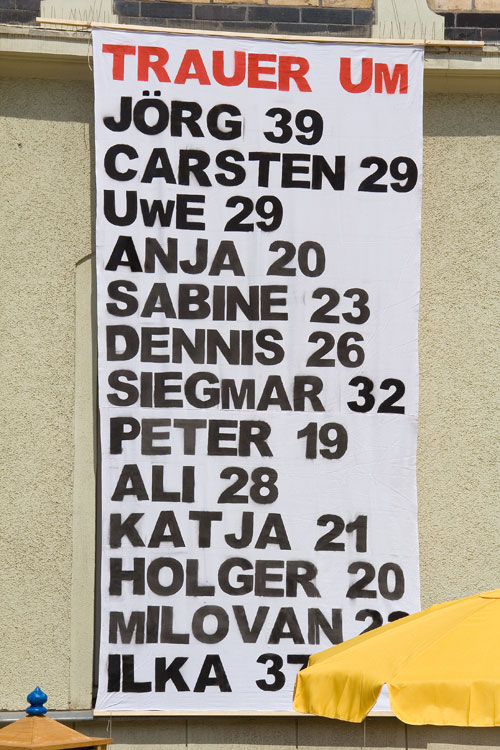 TRAUER UM
JÖRG 39
CARSTEN 29
UWE 29
ANJA 20
SABINE 23
DENNIS 26
SIEGMAR 32
PETER 19
ALI 28
KATJA 21
HOLGER 20
MILOVAN
ILKA 37